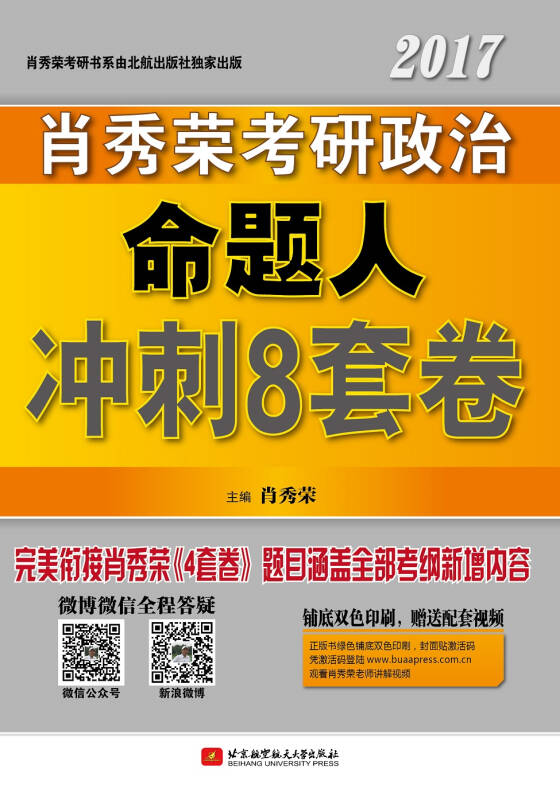 肖秀荣考研书系由北航出版社独家出版
2017
肖秀荣考研政治
命题人
冲刺8套卷
主编 肖秀荣
完美衔接肖秀荣《4套卷》 题目涵盖全部考纲新增内容
微博微信全程答疑
微信公众号
新浪微博
铺底双色印刷，赠送配套视频
正版书绿色铺底双色印刷，封面贴激活码
凭激活码登陆 www.buaapress.com.cn
观看肖秀荣老师讲解视频
北京航空航天大学出版社
BEIHANG UNIVERSITY PRESS